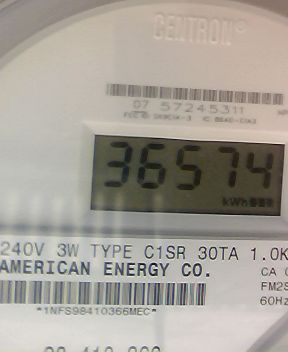 CENTRON®
07 57245311
36574
kWh
240V 3W TYPE C1SR 30TA 1.0K
AMERICAN ENERGY CO.
CA
FM2S
60Hz
*1NFS98410366MEC*